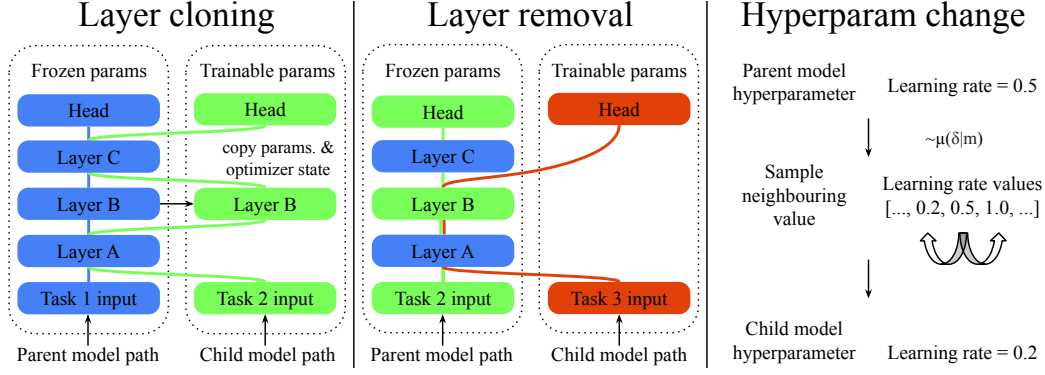 Layer cloning
Frozen params
Trainable params
Head
Head
Layer C
copy params. &
optimizer state
Layer B
Layer B
Layer A
Task 1 input
Task 2 input
Parent model path
Child model path
Layer removal
Frozen params
Trainable params
Head
Head
Layer C
Layer B
Layer A
Task 2 input
Task 3 input
Parent model path
Child model path
Hyperparam change
Parent model
hyperparameter
Learning rate = 0.5
~μ(δ|m)
Sample
neighbouring
value
Learning rate values
[..., 0.2, 0.5, 1.0, ...]
Child model
hyperparameter
Learning rate = 0.2